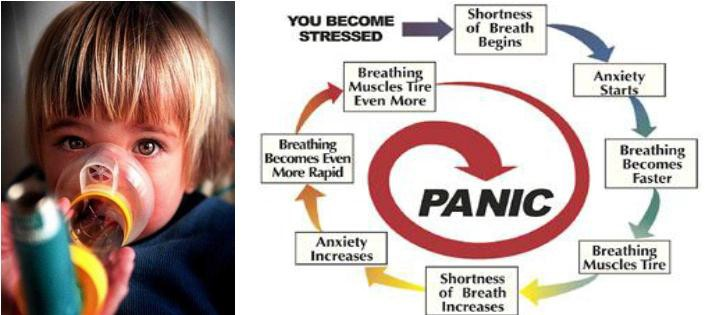 YOU BECOME
STRESSED
Shortness
of Breath
Begins
Anxiety
Starts
Breathing
Becomes
Faster
Breathing
Muscles Tire
Shortness
of Breath
Increases
Anxiety
Increases
Breathing
Becomes Even
More Rapid
Breathing
Muscles Tire
Even More
PANIC